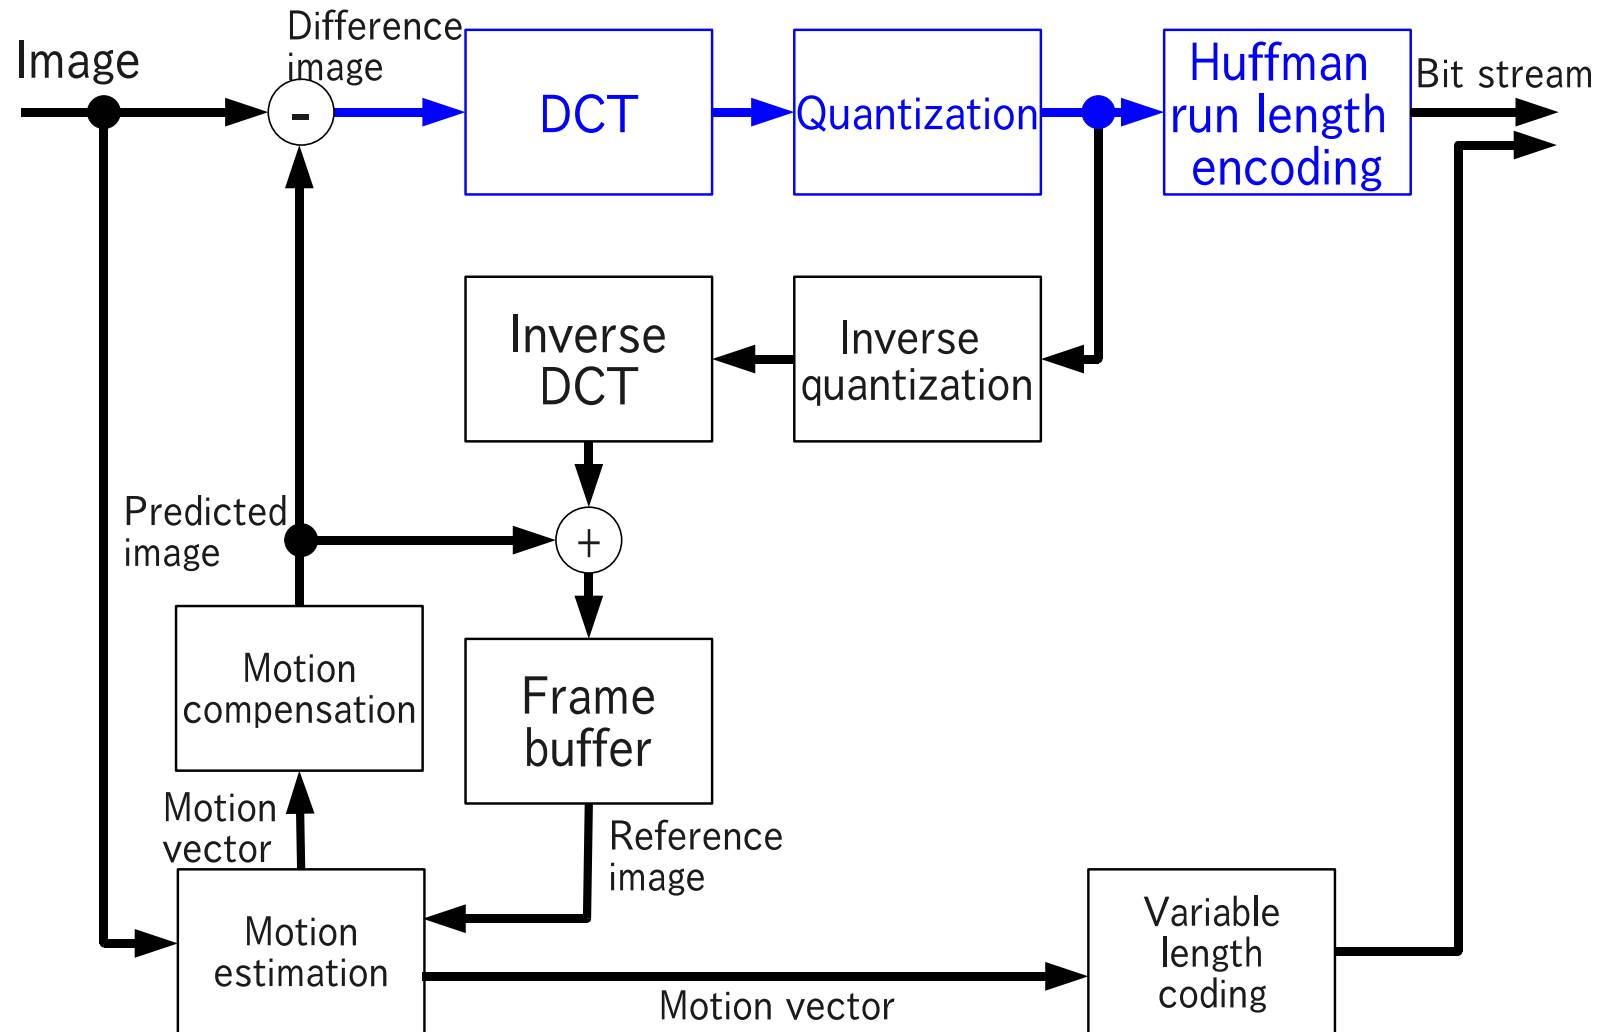 Image
Difference
image
-
DCT
Quantization
Huffman
run length
encoding
Bit stream
Inverse
DCT
Inverse
quantization
Predicted
image
+
Motion
compensation
Frame
buffer
Motion
vector
Reference
image
Motion
estimation
Motion vector
Variable
length
coding